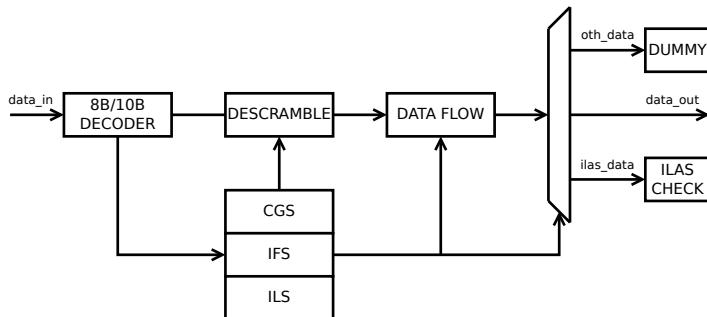 oth_data
DUMMY
data_in
8B/10B
DECODER
DESCRAMBLE
DATA FLOW
data_out
ilas_data
ILAS
CHECK
CGS
IFS
ILS